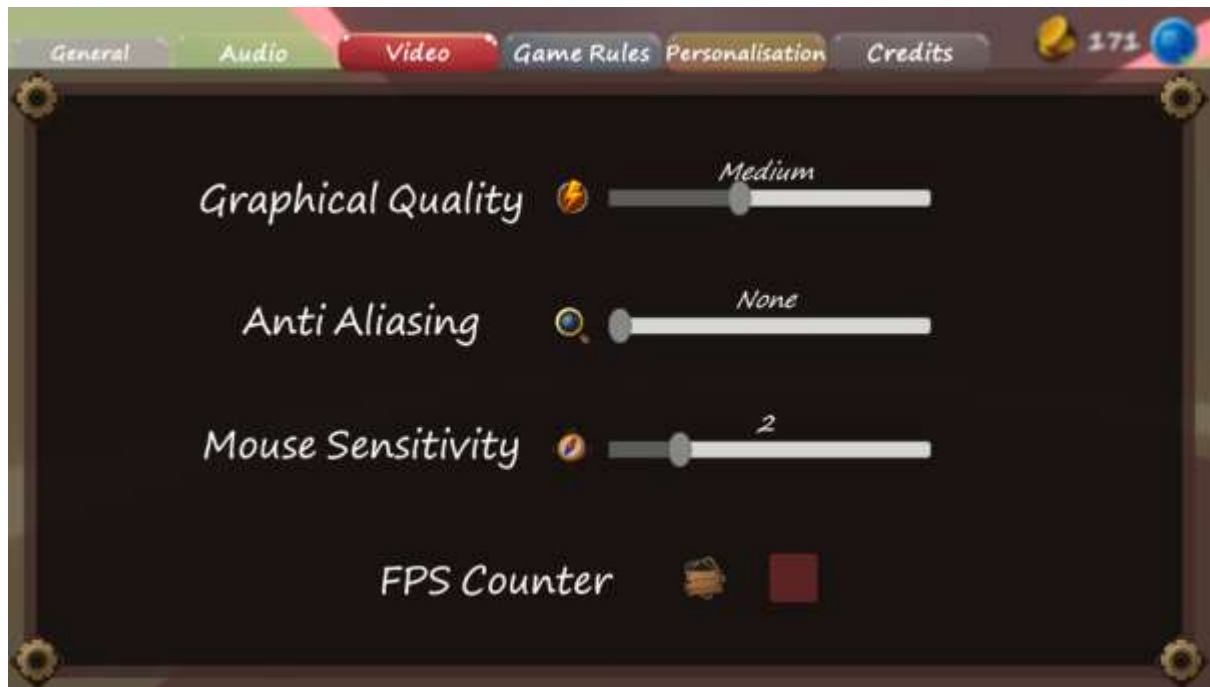 General Audio Video Game Rules Personalisation Credits 171
Medium
Graphical Quality
None
Anti Aliasing
2
Mouse Sensitivity
FPS Counter